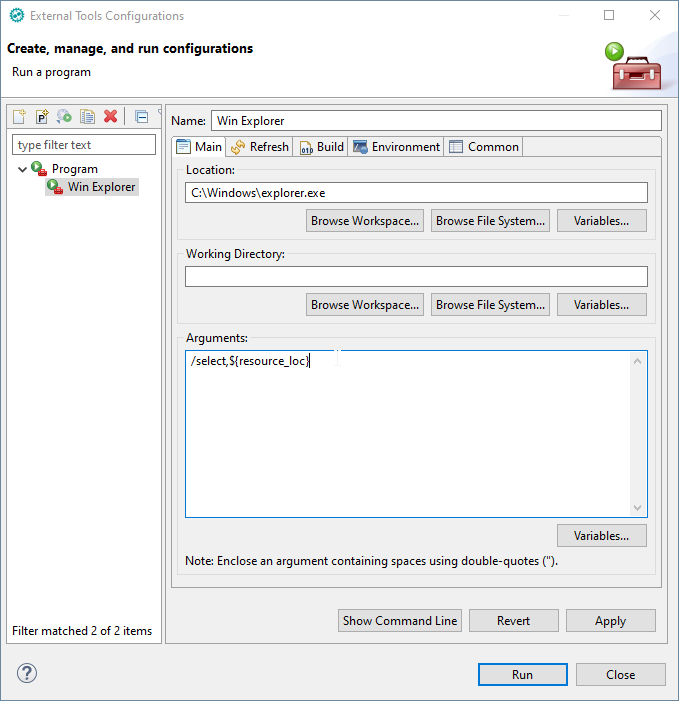 External Tools Configurations
Create, manage, and run configurations
Run a program
type filter text
Program
Win Explorer
Filter matched 2 of 2 items
Name: Win Explorer
Main Refresh Build Environment Common
Location:
C:\Windows\explorer.exe
Browse Workspace... Browse File System... Variables...
Working Directory:
Browse Workspace... Browse File System... Variables...
Arguments:
/select,${resource_loc}
Variables...
Note: Enclose an argument containing spaces using double-quotes (").
Show Command Line Revert Apply
Run Close